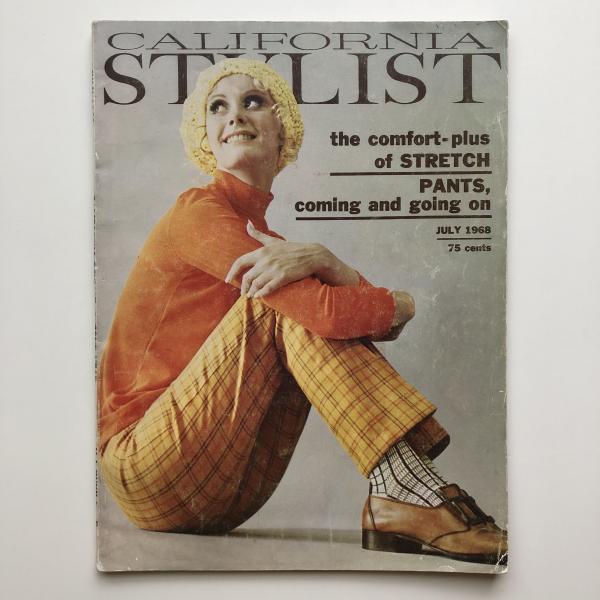 CALIFORNIA
STYLIST
the comfort-plus
of STRETCH
PANTS,
coming and going on
JULY 1968
75 cents